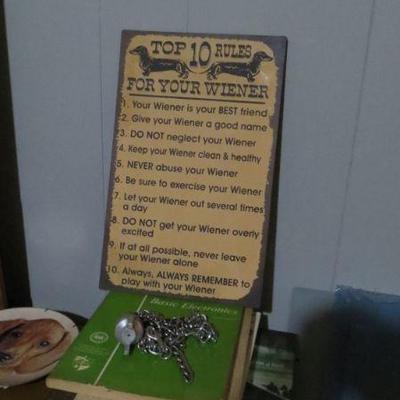 TOP 10 RULES
FOR YOUR WIENER
1. Your Wiener is your BEST friend
2. Give your Wiener a good name
3. DO NOT neglect your Wiener
4. Keep your Wiener clean & healthy
5. NEVER abuse your Wiener
6. Be sure to exercise your Wiener
7. Let your Wiener out several times
a day
8. DO NOT get your Wiener overly
excited
9. If at all possible, never leave
your Wiener alone
10. Always, ALWAYS REMEMBER to
play with your Wiener
Basic Electronics